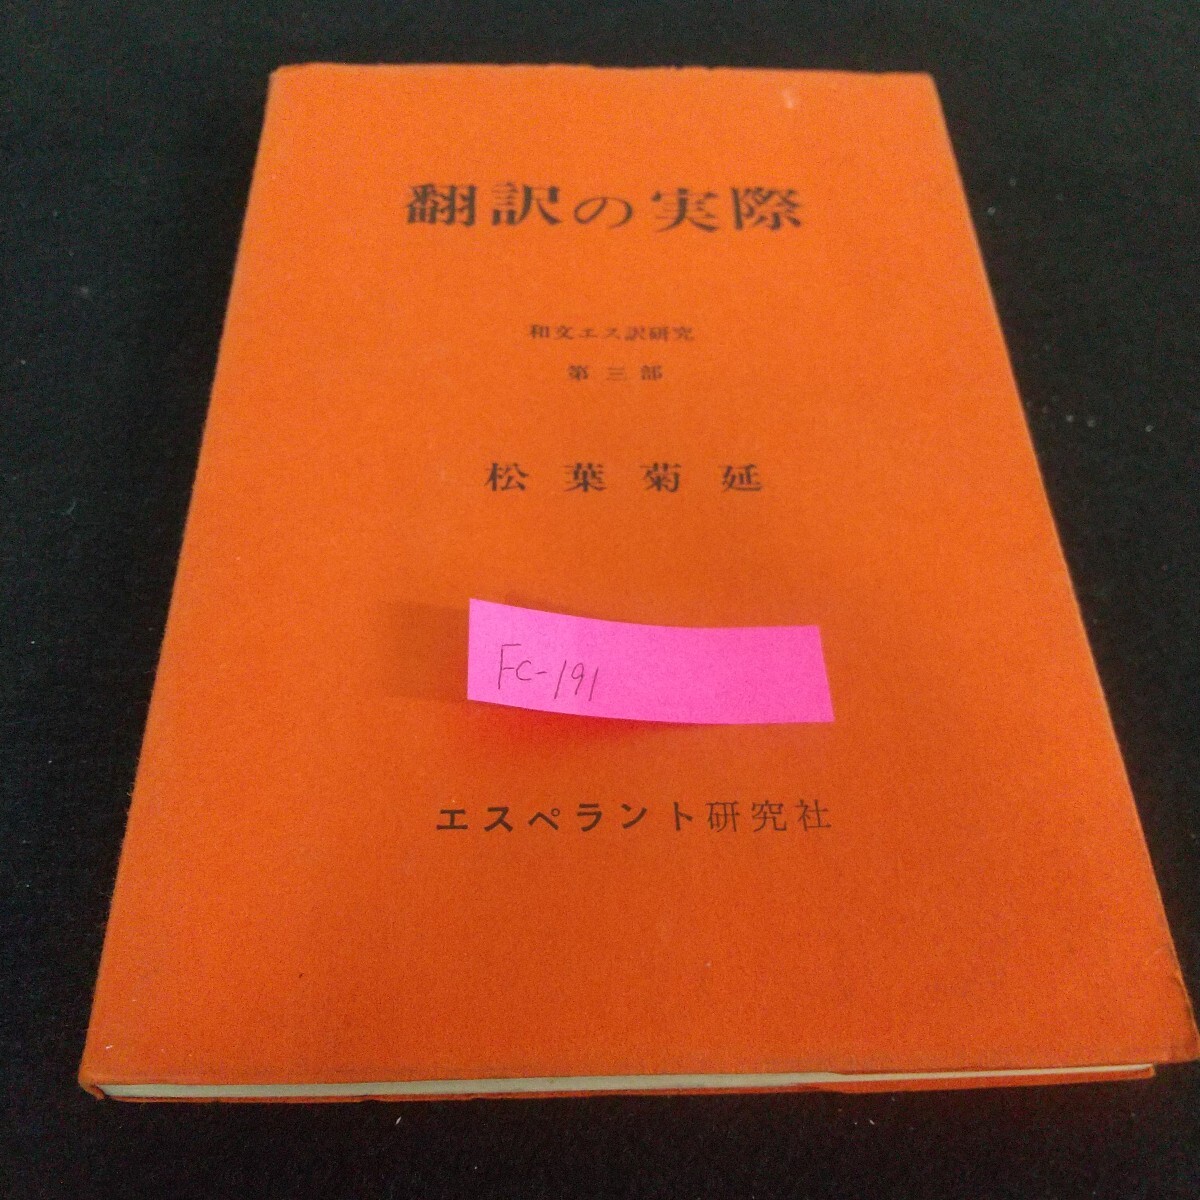 翻訳の実際
和文エス訳研究
第三部
松葉菊延
FC-191
エスペラント研究社